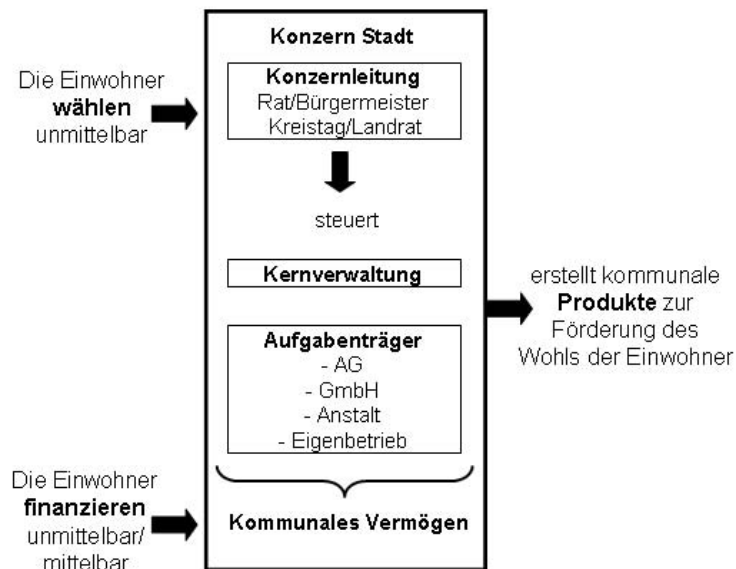 Konzern Stadt
Die Einwohner
wählen
unmittelbar
Konzernleitung
Rat/Bürgermeister
Kreistag/Landrat
steuert
Kernverwaltung
Aufgabenträger
- AG
- GmbH
- Anstalt
- Eigenbetrieb
erstellt kommunale
Produkte zur
Förderung des
Wohls der Einwohner
Die Einwohner
finanzieren
unmittelbar/
mittelbar
Kommunales Vermögen